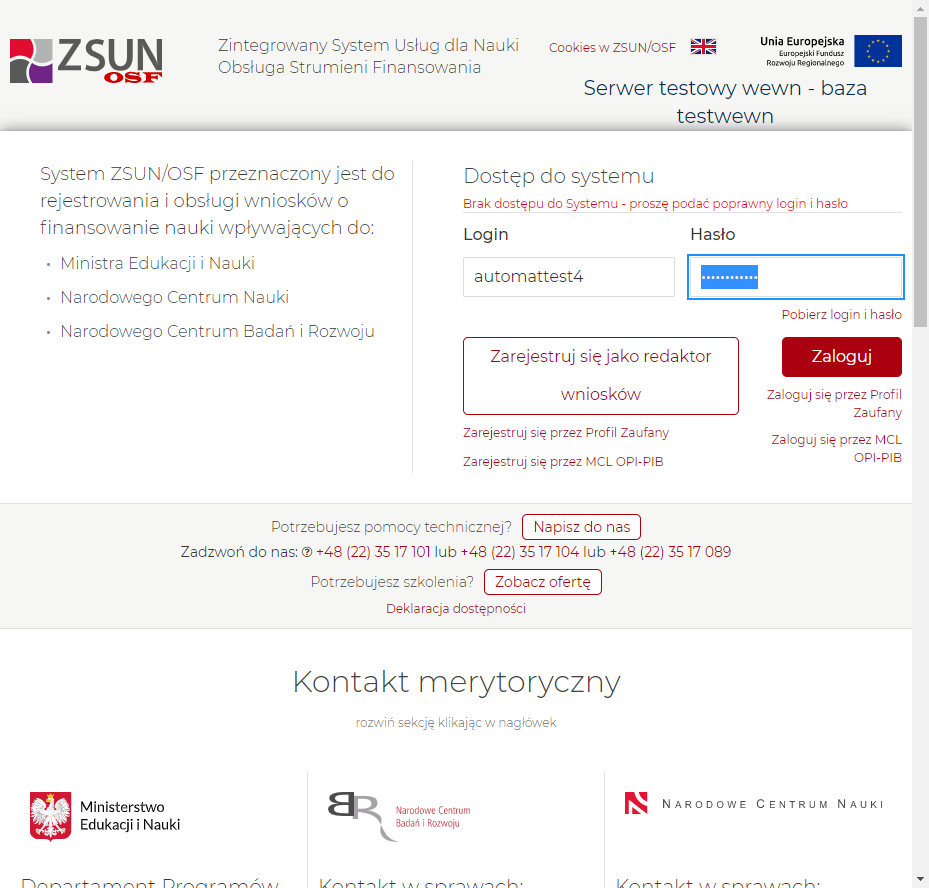 ZSUN
OSF
Zintegrowany System Usług dla Nauki
Obsługa Strumieni Finansowania
Cookies w ZSUN/OSF
Unia Europejska
Europejski Fundusz
Rozwoju Regionalnego
Serwer testowy wewn - baza
testwewn
System ZSUN/OSF przeznaczony jest do
rejestrowania i obsługi wniosków o
finansowanie nauki wpływających do:
• Ministra Edukacji i Nauki
• Narodowego Centrum Nauki
• Narodowego Centrum Badań i Rozwoju
Dostęp do systemu
Brak dostępu do Systemu - proszę podać poprawny login i hasło
Login
Hasło
automattest4
••••••••••••
Pobierz login i hasło
Zarejestruj się jako redaktor
wniosków
Zaloguj
Zarejestruj się przez Profil Zaufany
Zarejestruj się przez MCL OPI-PIB
Zaloguj się przez Profil
Zaufany
Zaloguj się przez MCL
OPI-PIB
Potrzebujesz pomocy technicznej? Napisz do nas
Zadzwoń do nas: ? +48 (22) 35 17 101 lub +48 (22) 35 17 104 lub +48 (22) 35 17 089
Potrzebujesz szkolenia? Zobacz ofertę
Deklaracja dostępności
Kontakt merytoryczny
rozwiń sekcję klikając w nagłówek
Ministerstwo
Edukacji i Nauki
BR
Narodowe Centrum
Badań i Rozwoju
N
Narodowe Centrum Nauki
Departament Programów
Kontakt w sprawach:
Kontakt w sprawach: